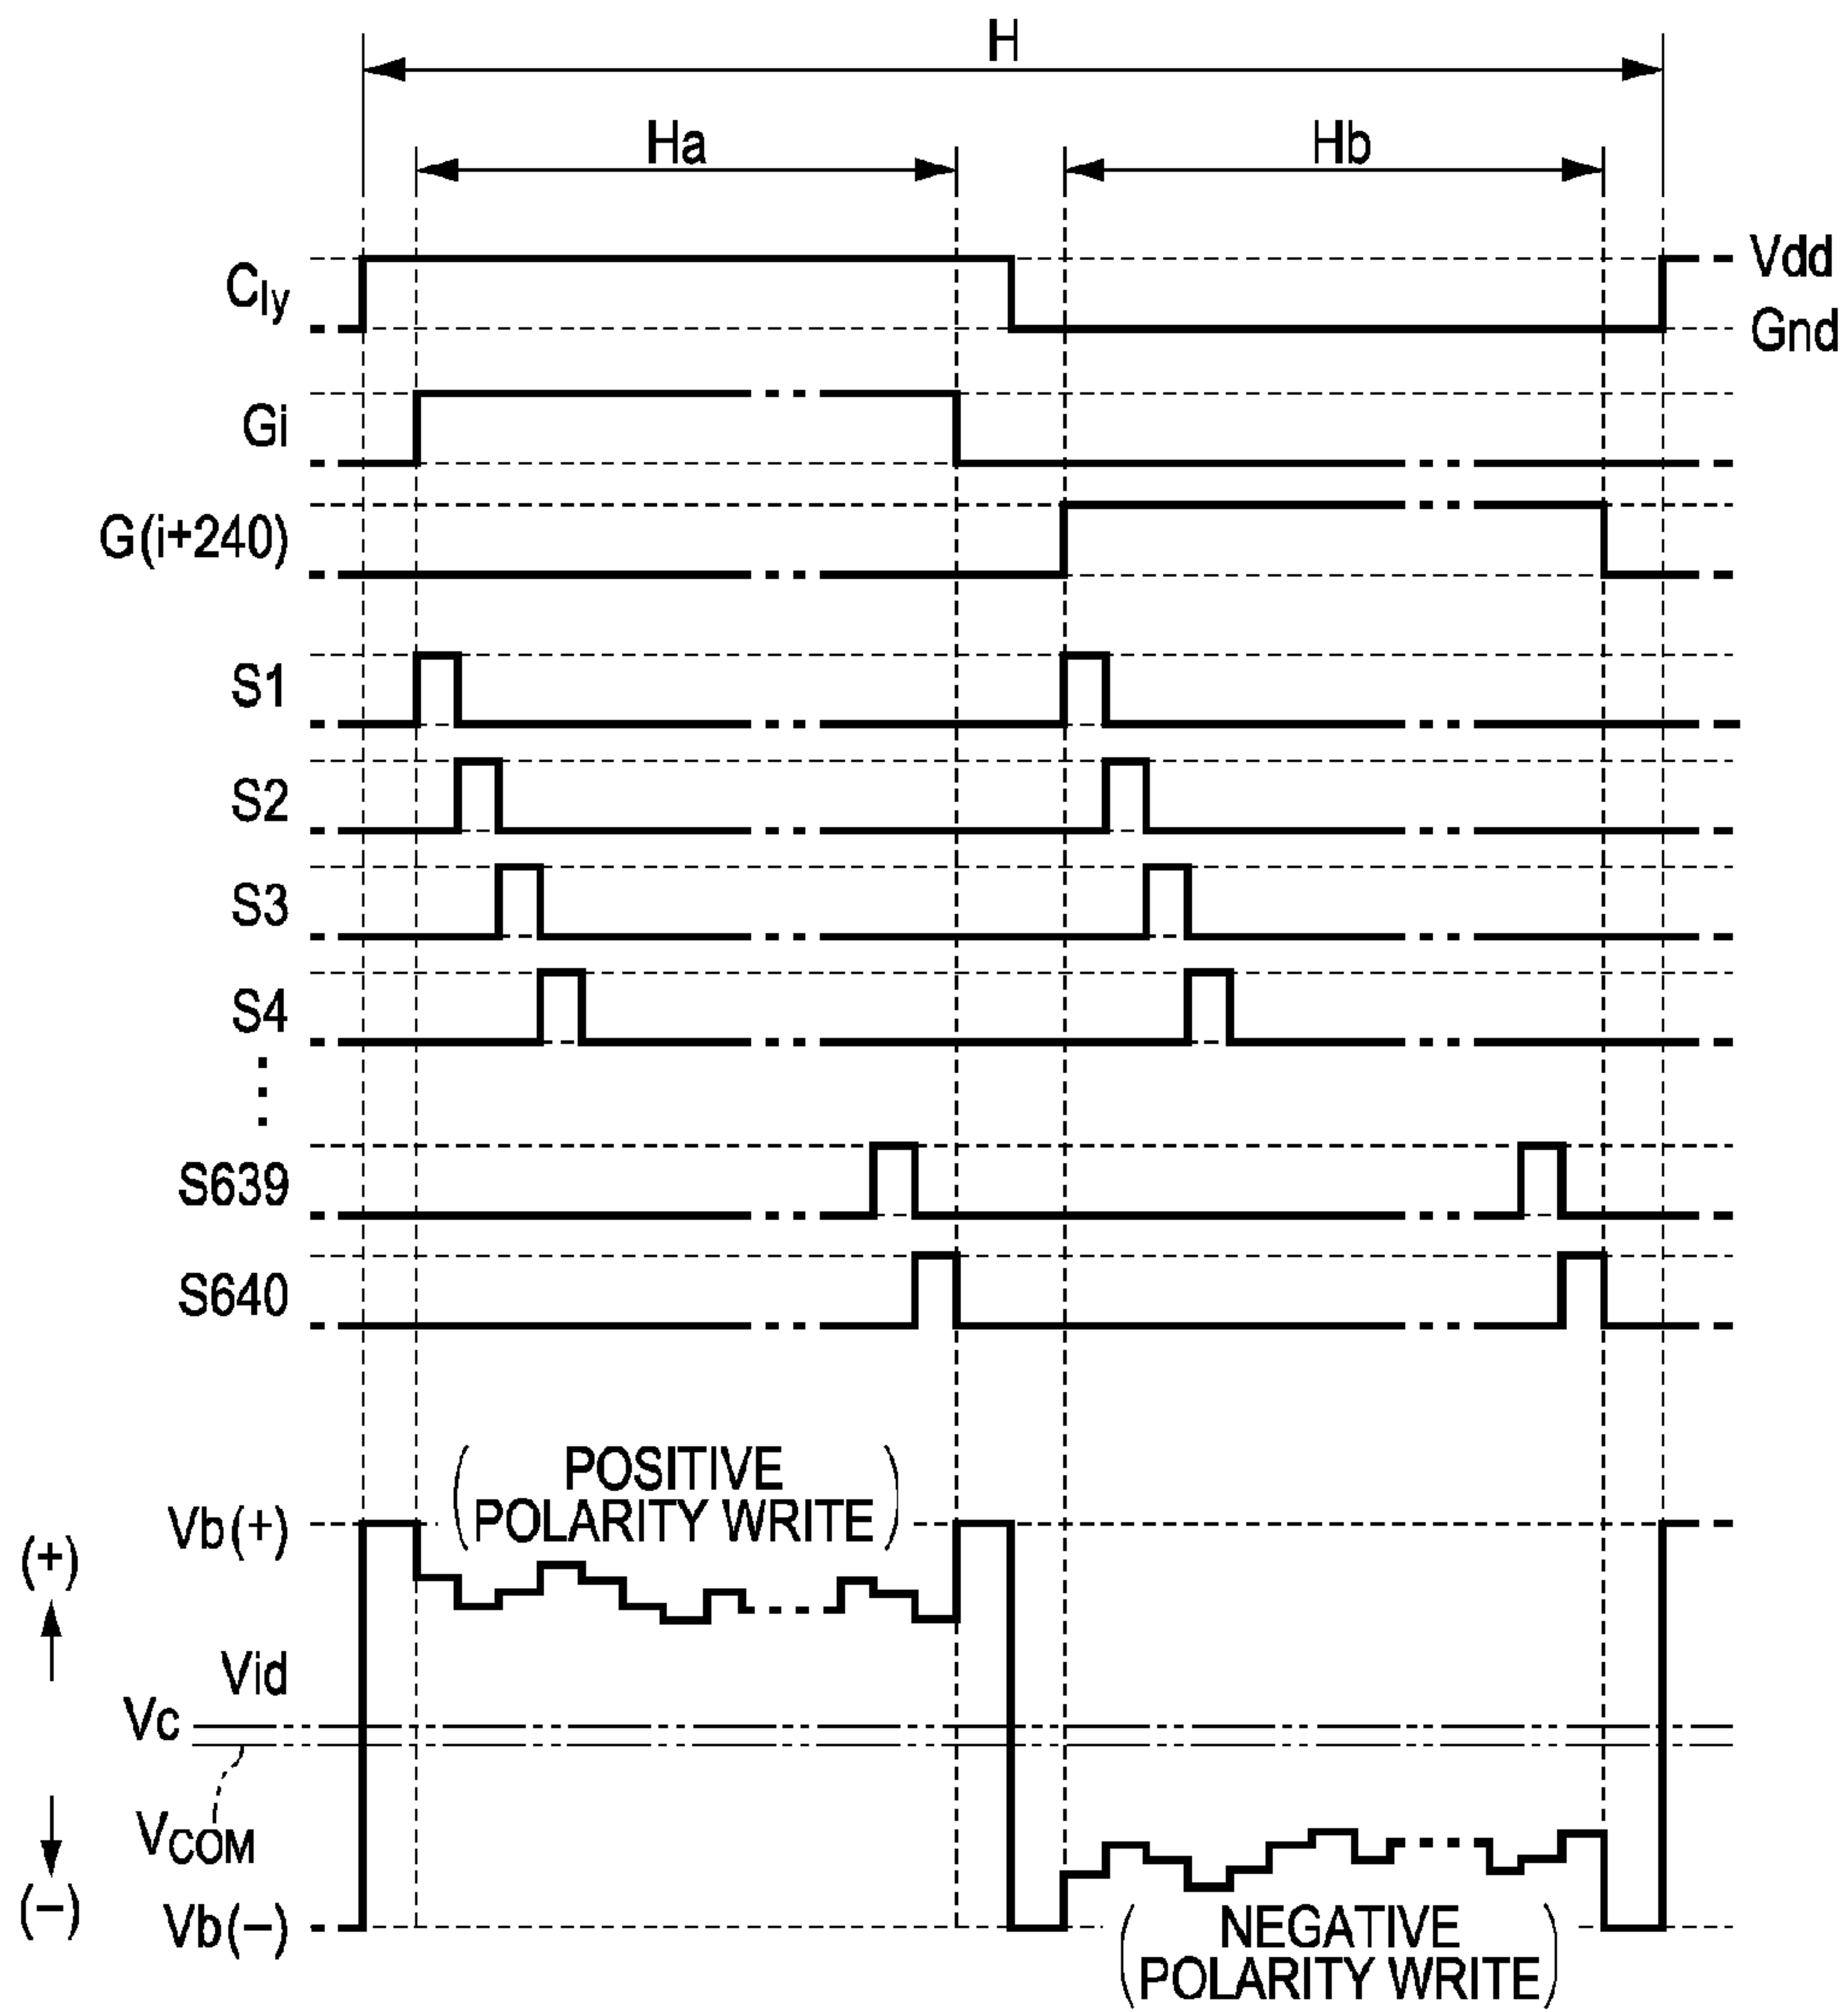 H
Ha Hb
Cly Vdd
Gnd
Gi
G(i+240)
S1
S2
S3
S4
S639
S640
( POSITIVE
POLARITY WRITE )
Vb(+)
(+)
Vid
Vc
VCOM
(−)
Vb(−)
( NEGATIVE
POLARITY WRITE )